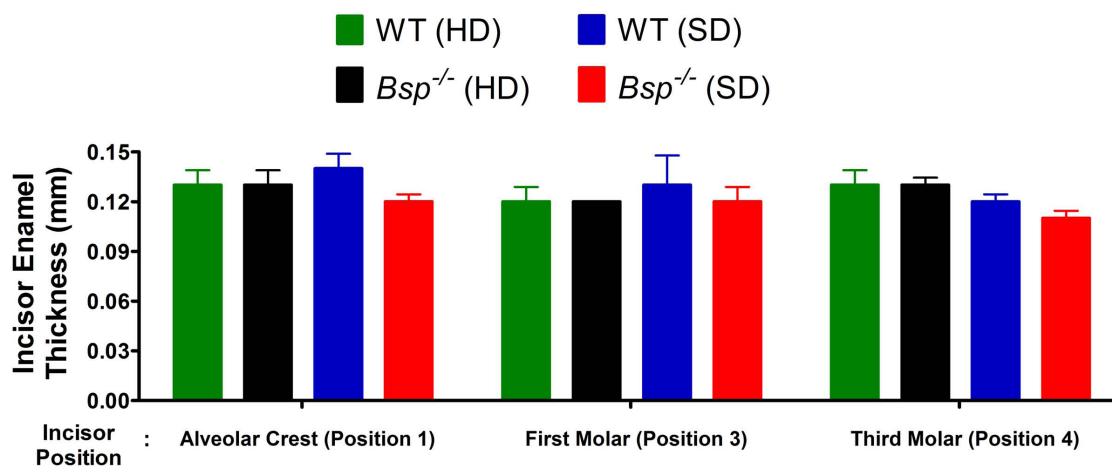 WT (HD)
WT (SD)
Bsp-/- (HD)
Bsp-/- (SD)
Incisor Enamel
Thickness (mm)
0.15
0.12
0.09
0.06
0.03
0.00
Incisor
Position
:
Alveolar Crest (Position 1)
First Molar (Position 3)
Third Molar (Position 4)